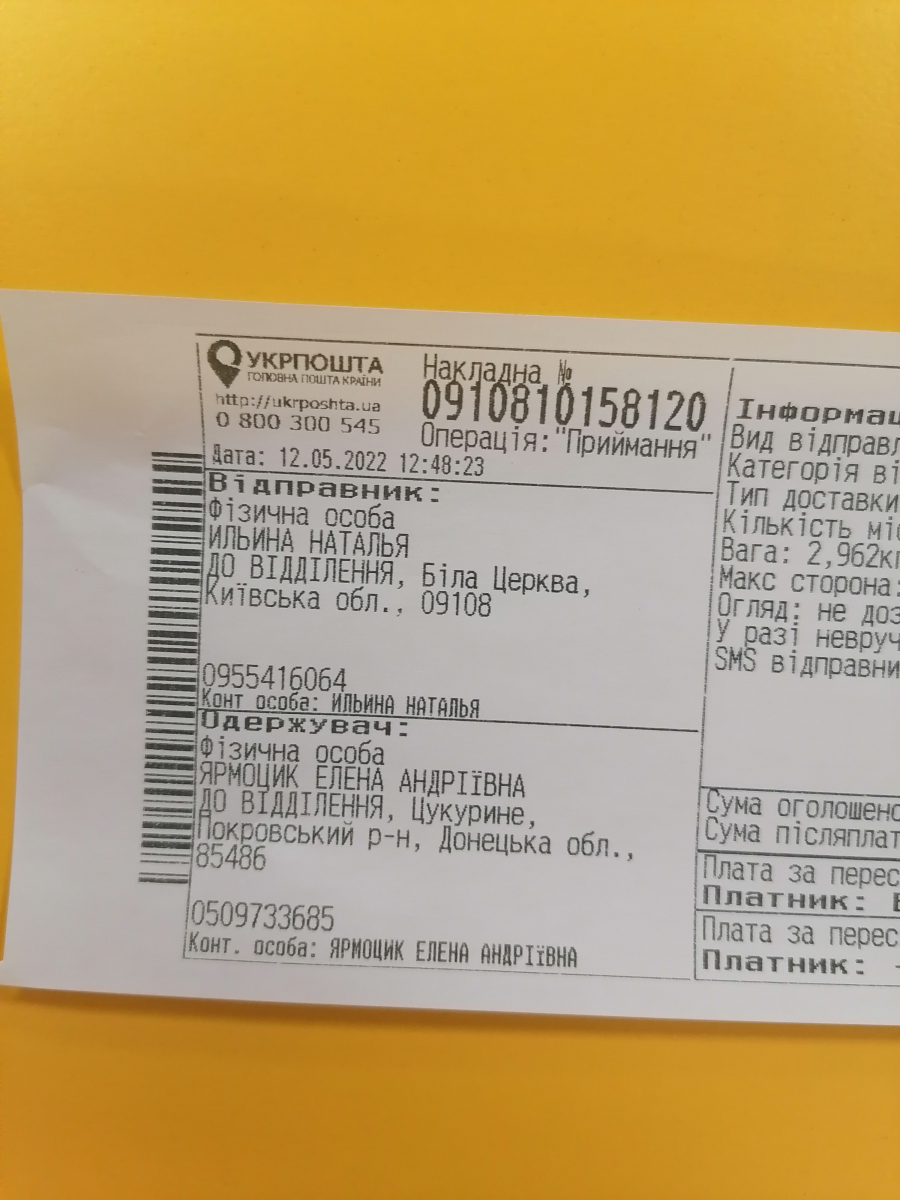 УКРПОШТА
ГОЛОВНА ПОШТА КРАЇНИ
http://ukrposhta.ua
0 800 300 545
Накладна №
0910810158120
Операція: "Приймання"
Дата: 12.05.2022 12:48:23
Відправник:
Фізична особа
ИЛЬИНА НАТАЛЬЯ
ДО ВІДДІЛЕННЯ, Біла Церква,
Київська обл., 09108
0955416064
Конт особа: ИЛЬИНА НАТАЛЬЯ
Одержувач:
Фізична особа
ЯРМОЦИК ЕЛЕНА АНДРІЇВНА
ДО ВІДДІЛЕННЯ, Цукурине,
Покровський р-н, Донецька обл.,
85486
0509733685
Конт. особа: ЯРМОЦИК ЕЛЕНА АНДРІЇВНА
Інформац
Вид відправл
Категорія ві
Тип доставки
Кількість міс
Вага: 2,962кг
Макс сторона:
Огляд: не доз
У разі невруч
SMS відправни
Сума оголошено
Сума післяплат
Плата за перес
Платник:
Плата за перес
Платник: -